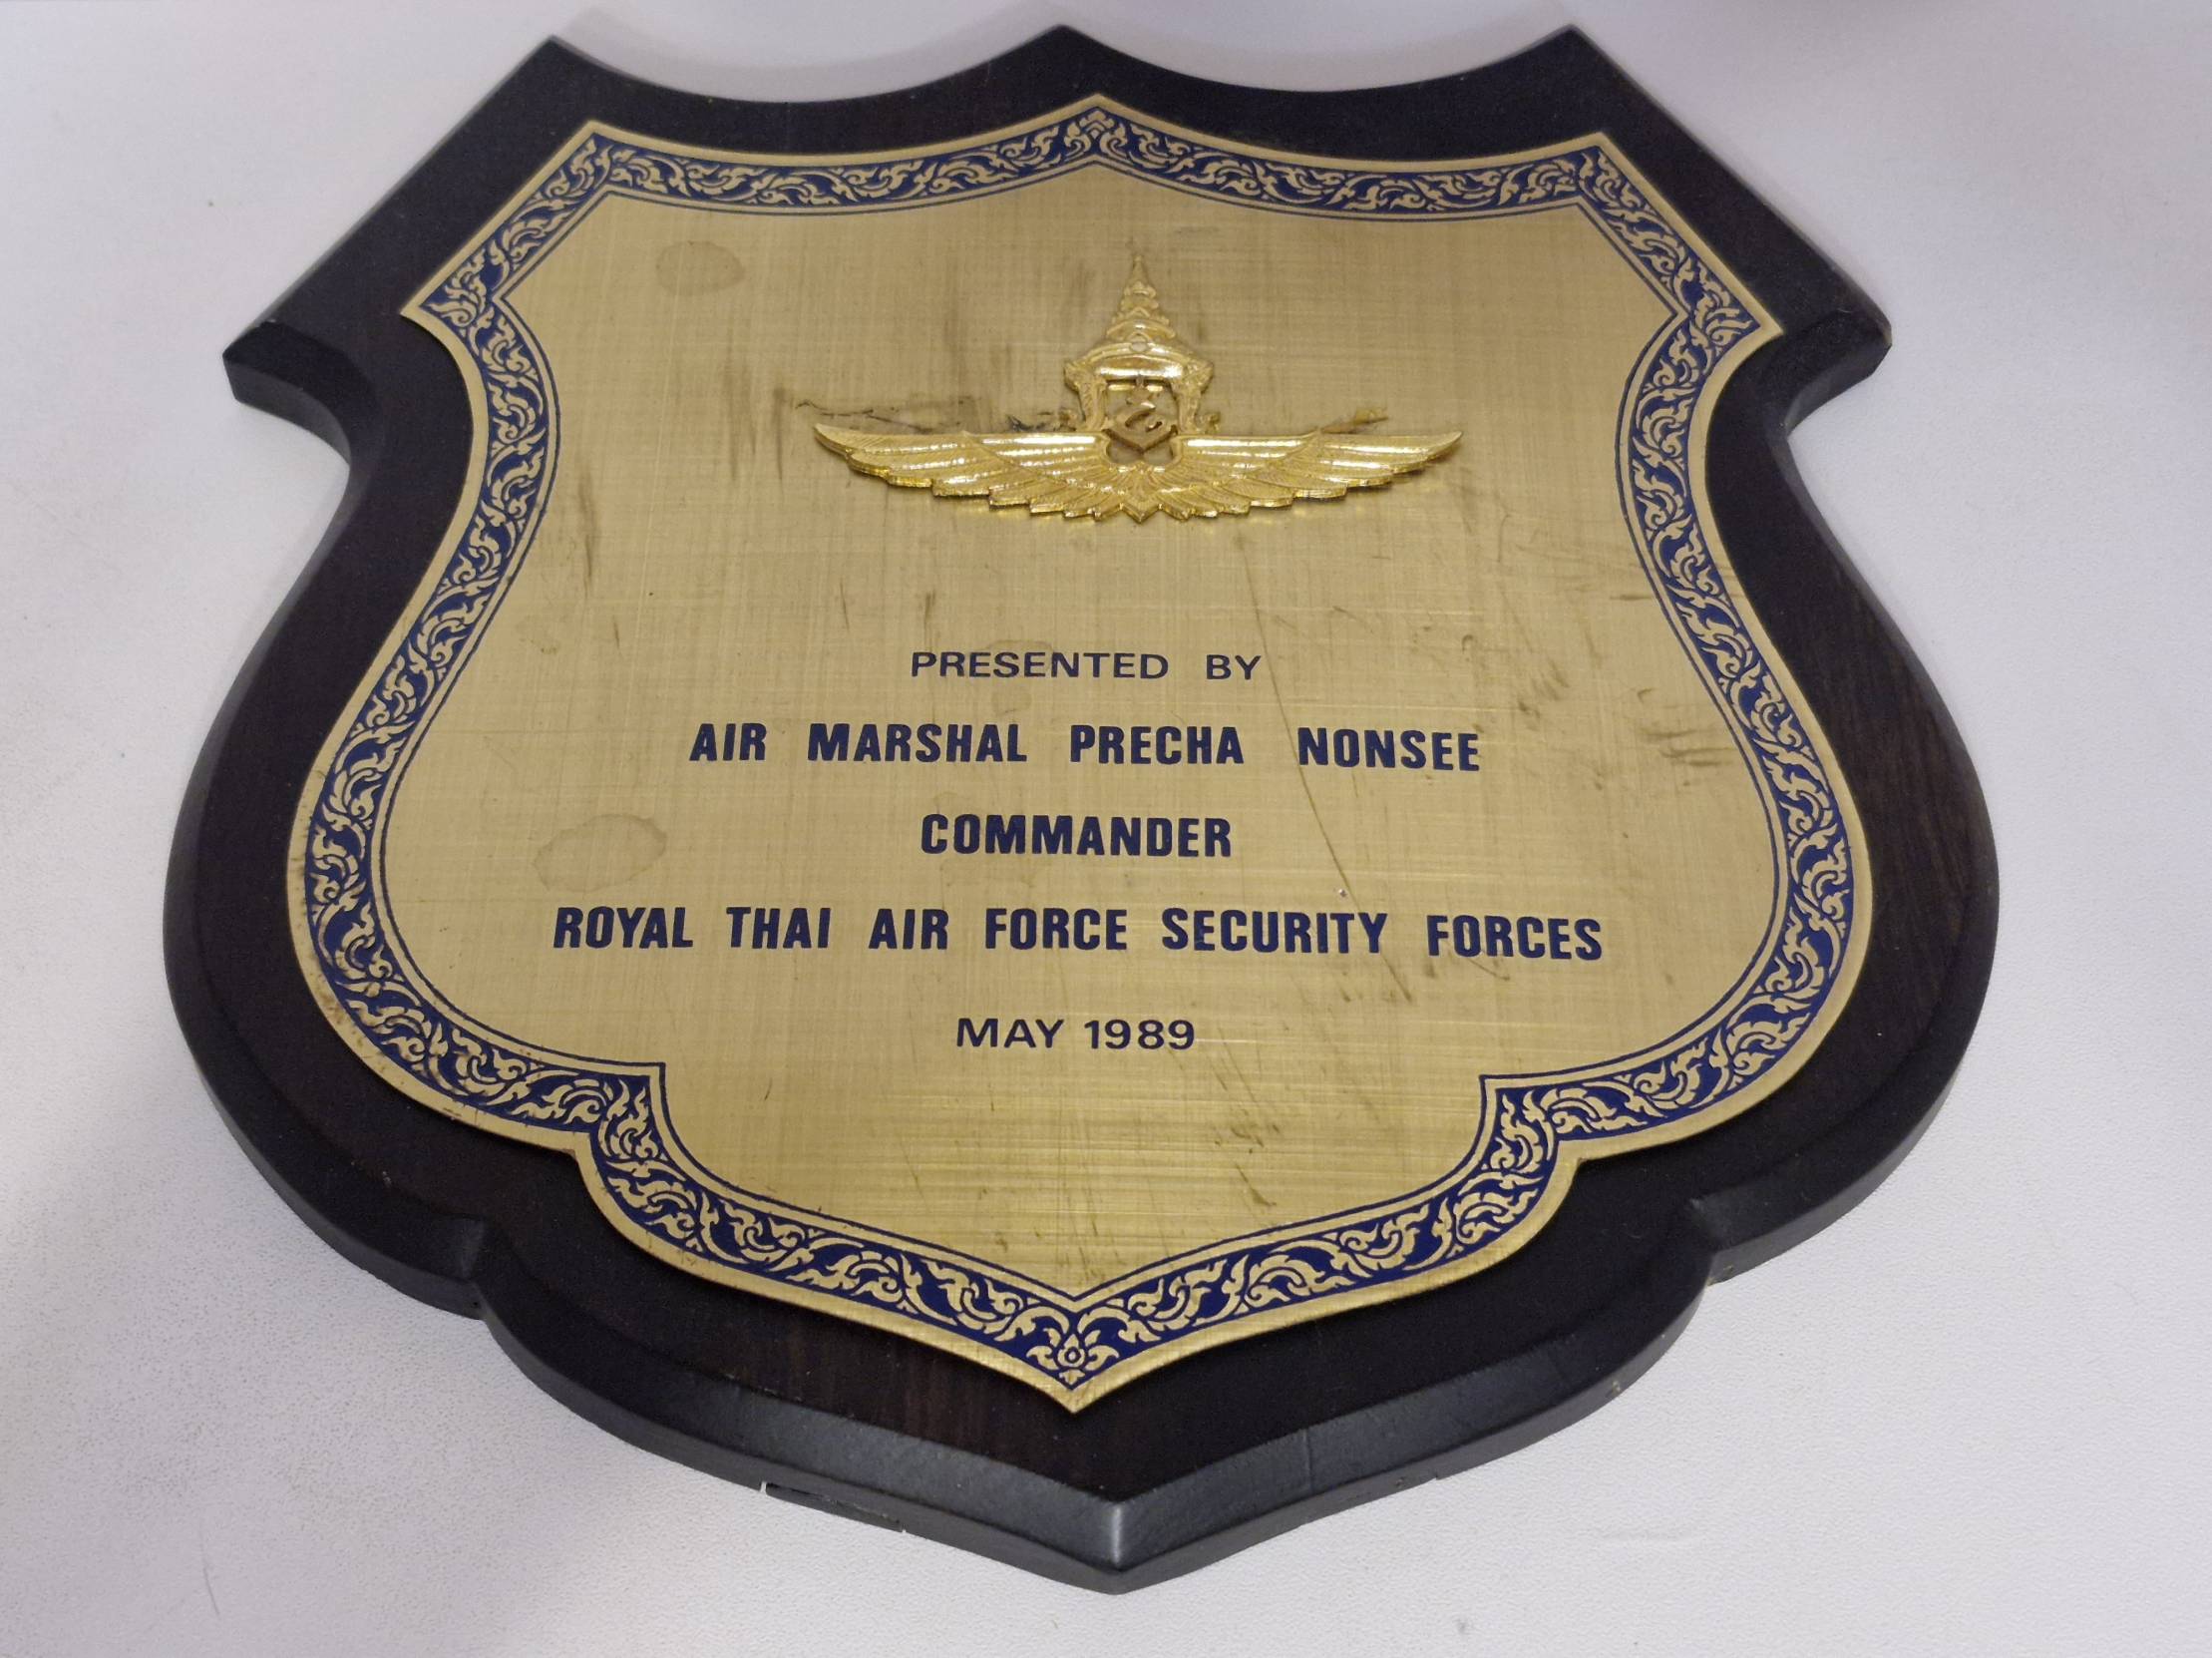 PRESENTED BY
AIR MARSHAL PRECHA NONSEE
COMMANDER
ROYAL THAI AIR FORCE SECURITY FORCES
MAY 1989